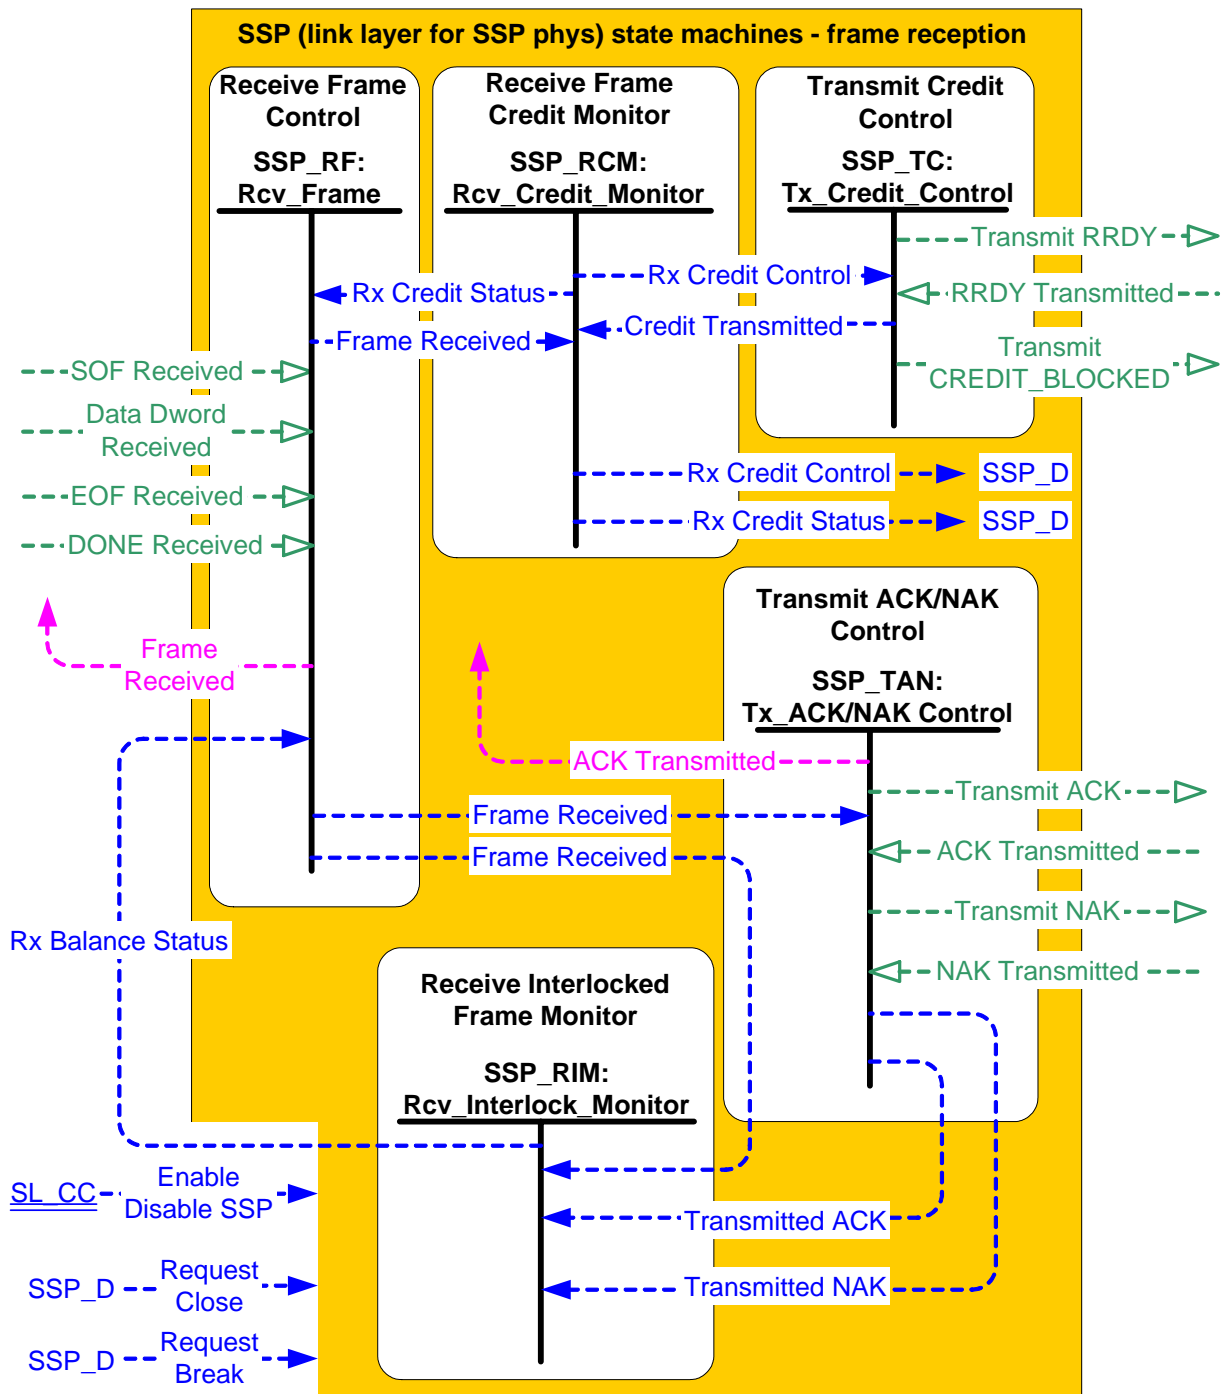 SSP (link layer for SSP phys) state machines - frame reception
Receive Frame
Control
SSP_RF:
Rcv_Frame
Receive Frame
Credit Monitor
SSP_RCM:
Rcv_Credit_Monitor
Transmit Credit
Control
SSP_TC:
Tx_Credit_Control
Transmit RRDY
Rx Credit Control
Rx Credit Status
RRDY Transmitted
Credit Transmitted
Frame Received
Transmit
CREDIT_BLOCKED
SOF Received
Data Dword
Received
Rx Credit Control
SSP_D
EOF Received
Rx Credit Status
SSP_D
DONE Received
Transmit ACK/NAK
Control
SSP_TAN:
Tx_ACK/NAK Control
Frame
Received
ACK Transmitted
Transmit ACK
Frame Received
Frame Received
ACK Transmitted
Transmit NAK
Rx Balance Status
NAK Transmitted
Receive Interlocked
Frame Monitor
SSP_RIM:
Rcv_Interlock_Monitor
SL_CC
Enable
Disable SSP
Transmitted ACK
SSP_D
Request
Close
Transmitted NAK
SSP_D
Request
Break